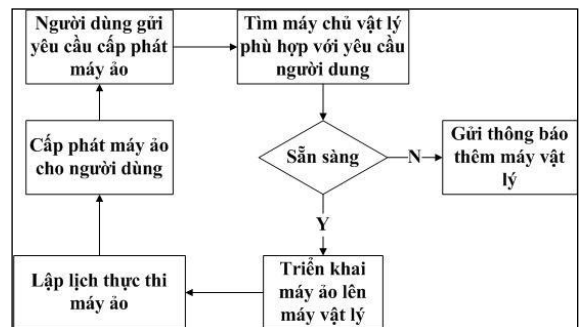 Người dùng gửi
yêu cầu cấp phát
máy ảo
Tìm máy chủ vật lý
phù hợp với yêu cầu
người dung
Sẵn sàng
N
Gửi thông báo
thêm máy vật
lý
Y
Triển khai
máy ảo lên
máy vật lý
Lập lịch thực thi
máy ảo
Cấp phát máy ảo
cho người dùng